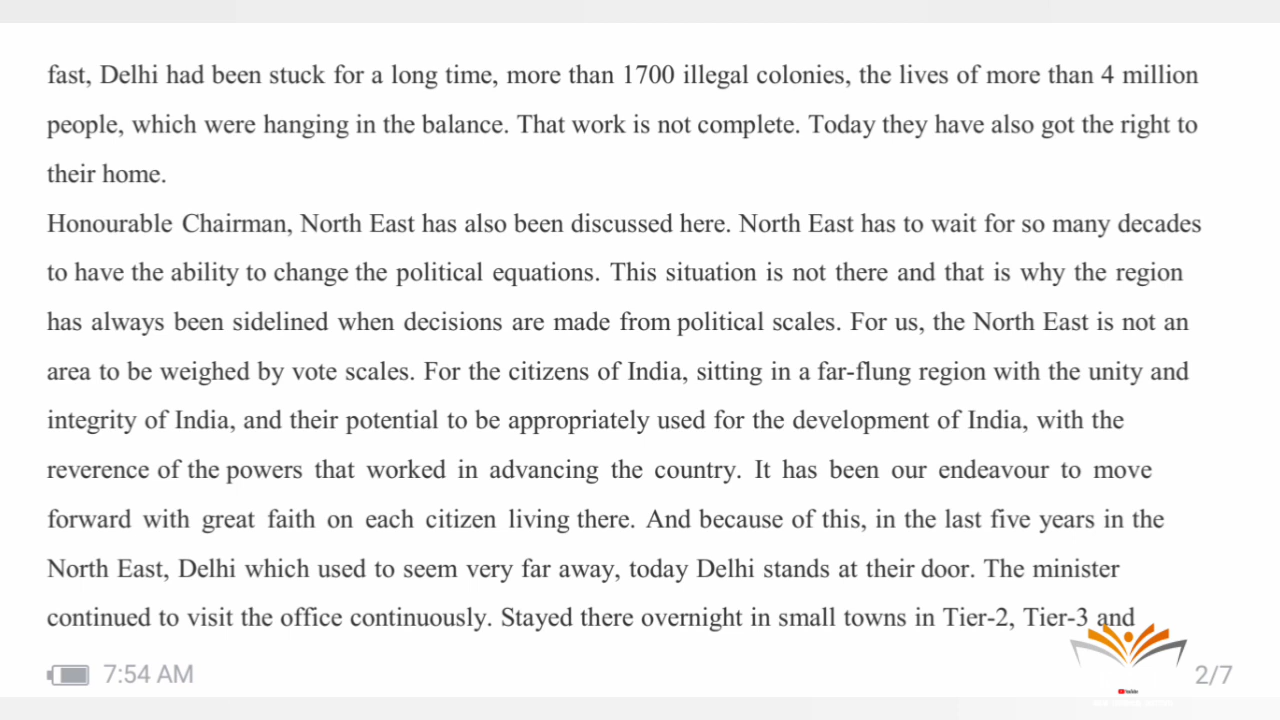 fast, Delhi had been stuck for a long time, more than 1700 illegal colonies, the lives of more than 4 million
people, which were hanging in the balance. That work is not complete. Today they have also got the right to
their home.
Honourable Chairman, North East has also been discussed here. North East has to wait for so many decades
to have the ability to change the political equations. This situation is not there and that is why the region
has always been sidelined when decisions are made from political scales. For us, the North East is not an
area to be weighed by vote scales. For the citizens of India, sitting in a far-flung region with the unity and
integrity of India, and their potential to be appropriately used for the development of India, with the
reverence of the powers that worked in advancing the country. It has been our endeavour to move
forward with great faith on each citizen living there. And because of this, in the last five years in the
North East, Delhi which used to seem very far away, today Delhi stands at their door. The minister
continued to visit the office continuously. Stayed there overnight in small towns in Tier-2, Tier-3 and
7:54 AM
2/7